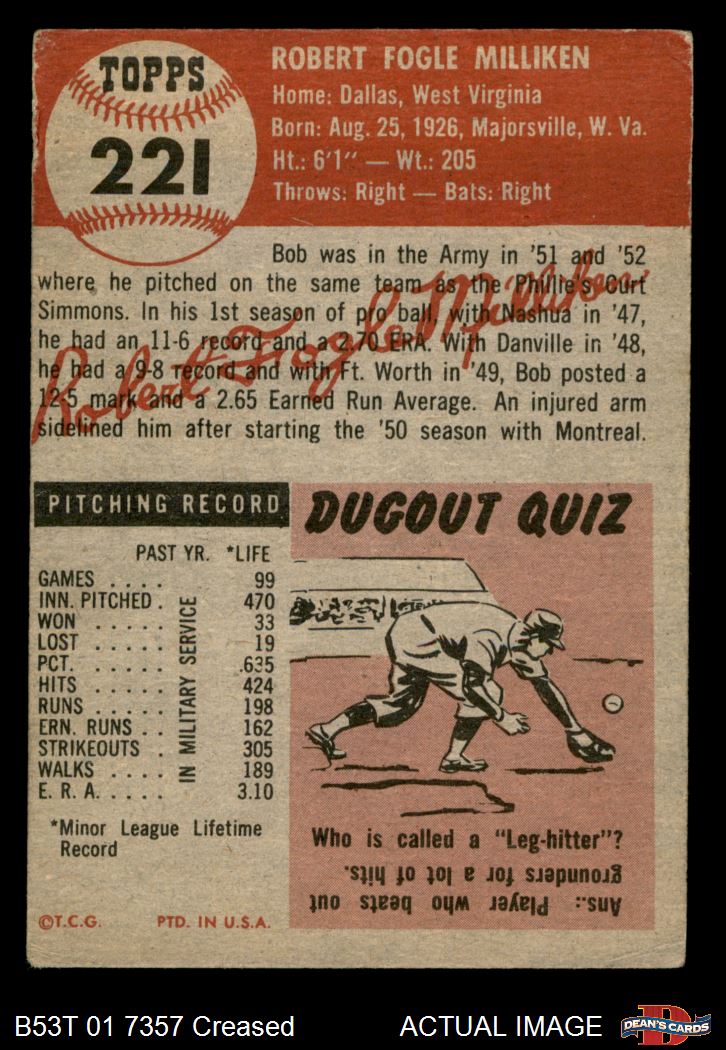 TOPPS
221
ROBERT FOGLE MILLIKEN
Home: Dallas, West Virginia
Born: Aug. 25, 1926, Majorsville, W. Va.
Ht.: 6'1" — Wt.: 205
Throws: Right — Bats: Right
Bob was in the Army in '51 and '52
where he pitched on the same team as the Phillie's Curt
Simmons. In his 1st season of pro ball, with Nashua in '47,
he had an 11-6 record and a 2.70 ERA. With Danville in '48,
he had a 9-8 record and with Ft. Worth in '49, Bob posted a
12-5 mark and a 2.65 Earned Run Average. An injured arm
sidelined him after starting the '50 season with Montreal.
Robert Fogle Milliken
PITCHING RECORD
PAST YR. *LIFE
GAMES .... 99
INN. PITCHED . 470
WON ..... 33
LOST ..... 19
PCT. ..... .635
HITS ..... 424
RUNS ..... 198
ERN. RUNS .. 162
STRIKEOUTS . 305
WALKS .... 189
E. R. A. .... 3.10
IN MILITARY SERVICE
*Minor League Lifetime
Record
©T.C.G. PTD. IN U.S.A.
DUGOUT QUIZ
Who is called a "Leg-hitter"?
Ans.: Player who beats out
grounders for a lot of hits.
B53T 01 7357 Creased
ACTUAL IMAGE
D
DEAN'S CARDS